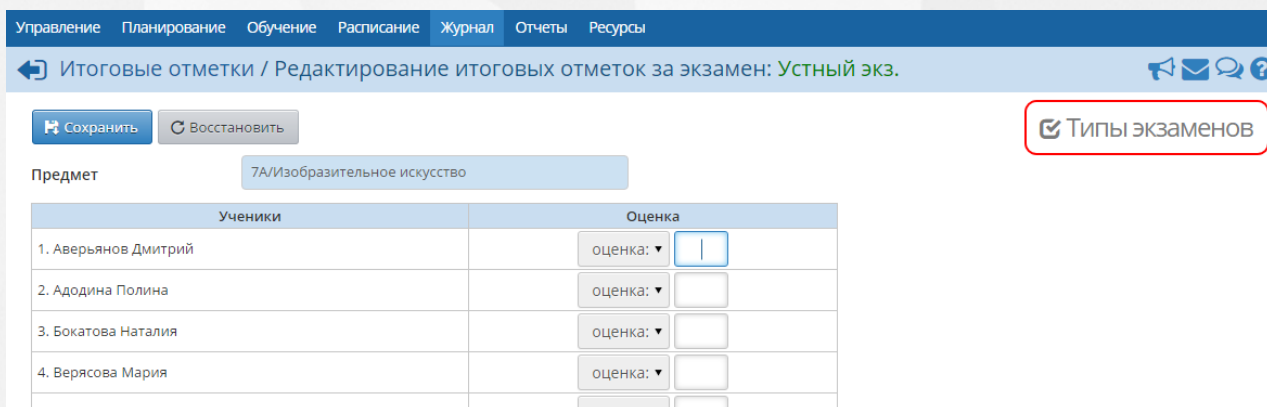 Управление Планирование Обучение Расписание Журнал Отчеты Ресурсы
Итоговые отметки / Редактирование итоговых отметок за экзамен: Устный экз.
Сохранить Восстановить Типы экзаменов
Предмет 7А/Изобразительное искусство
Ученики Оценка
1. Аверьянов Дмитрий оценка:
2. Адодина Полина оценка:
3. Бокатова Наталия оценка:
4. Верясова Мария оценка: